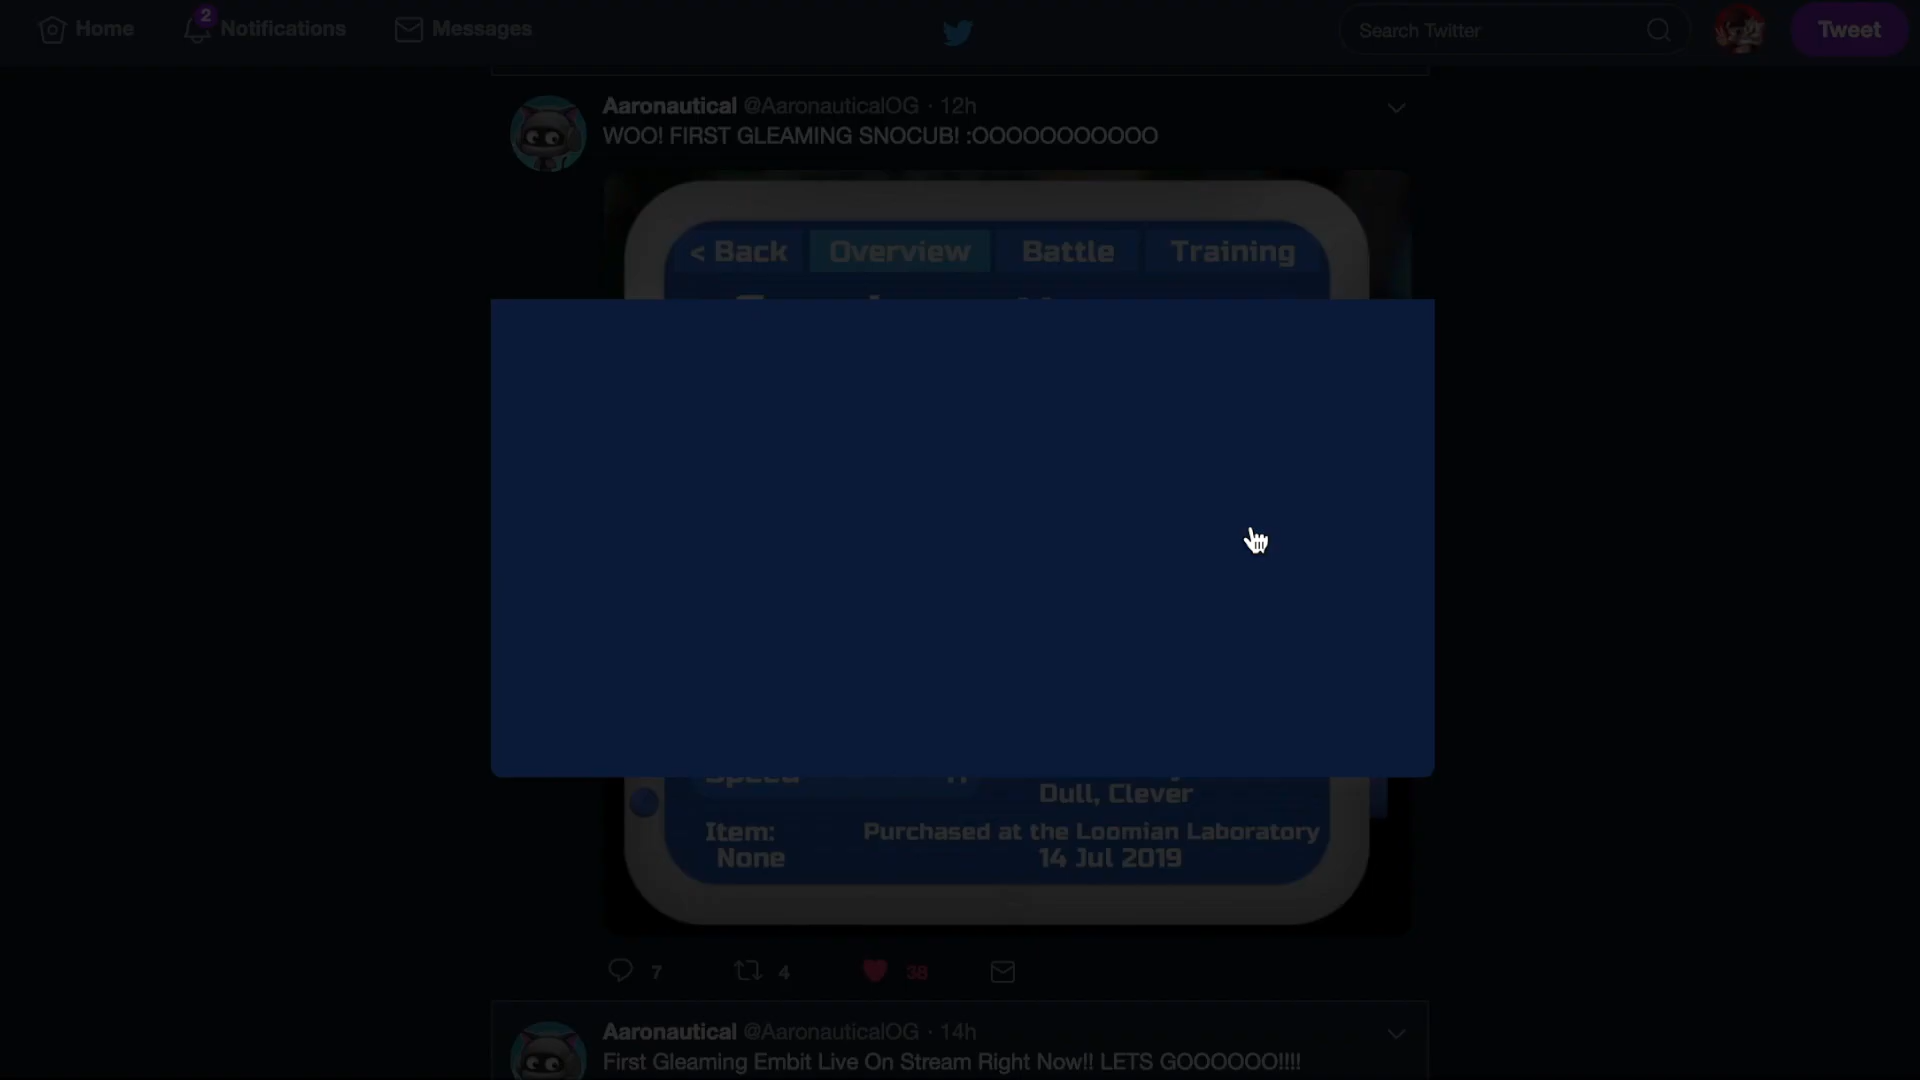 Home
2
Notifications
Messages
Search Twitter
Tweet
Aaronautical @AaronauticalOG · 12h
WOO! FIRST GLEAMING SNOCUB! :OOOOOOOOOOO
< Back
Overview
Battle
Training
Speed
Dull, Clever
Item:
None
Purchased at the Loomian Laboratory
14 Jul 2019
7
4
38
Aaronautical @AaronauticalOG · 14h
First Gleaming Embit Live On Stream Right Now!! LETS GOOOOOO!!!!